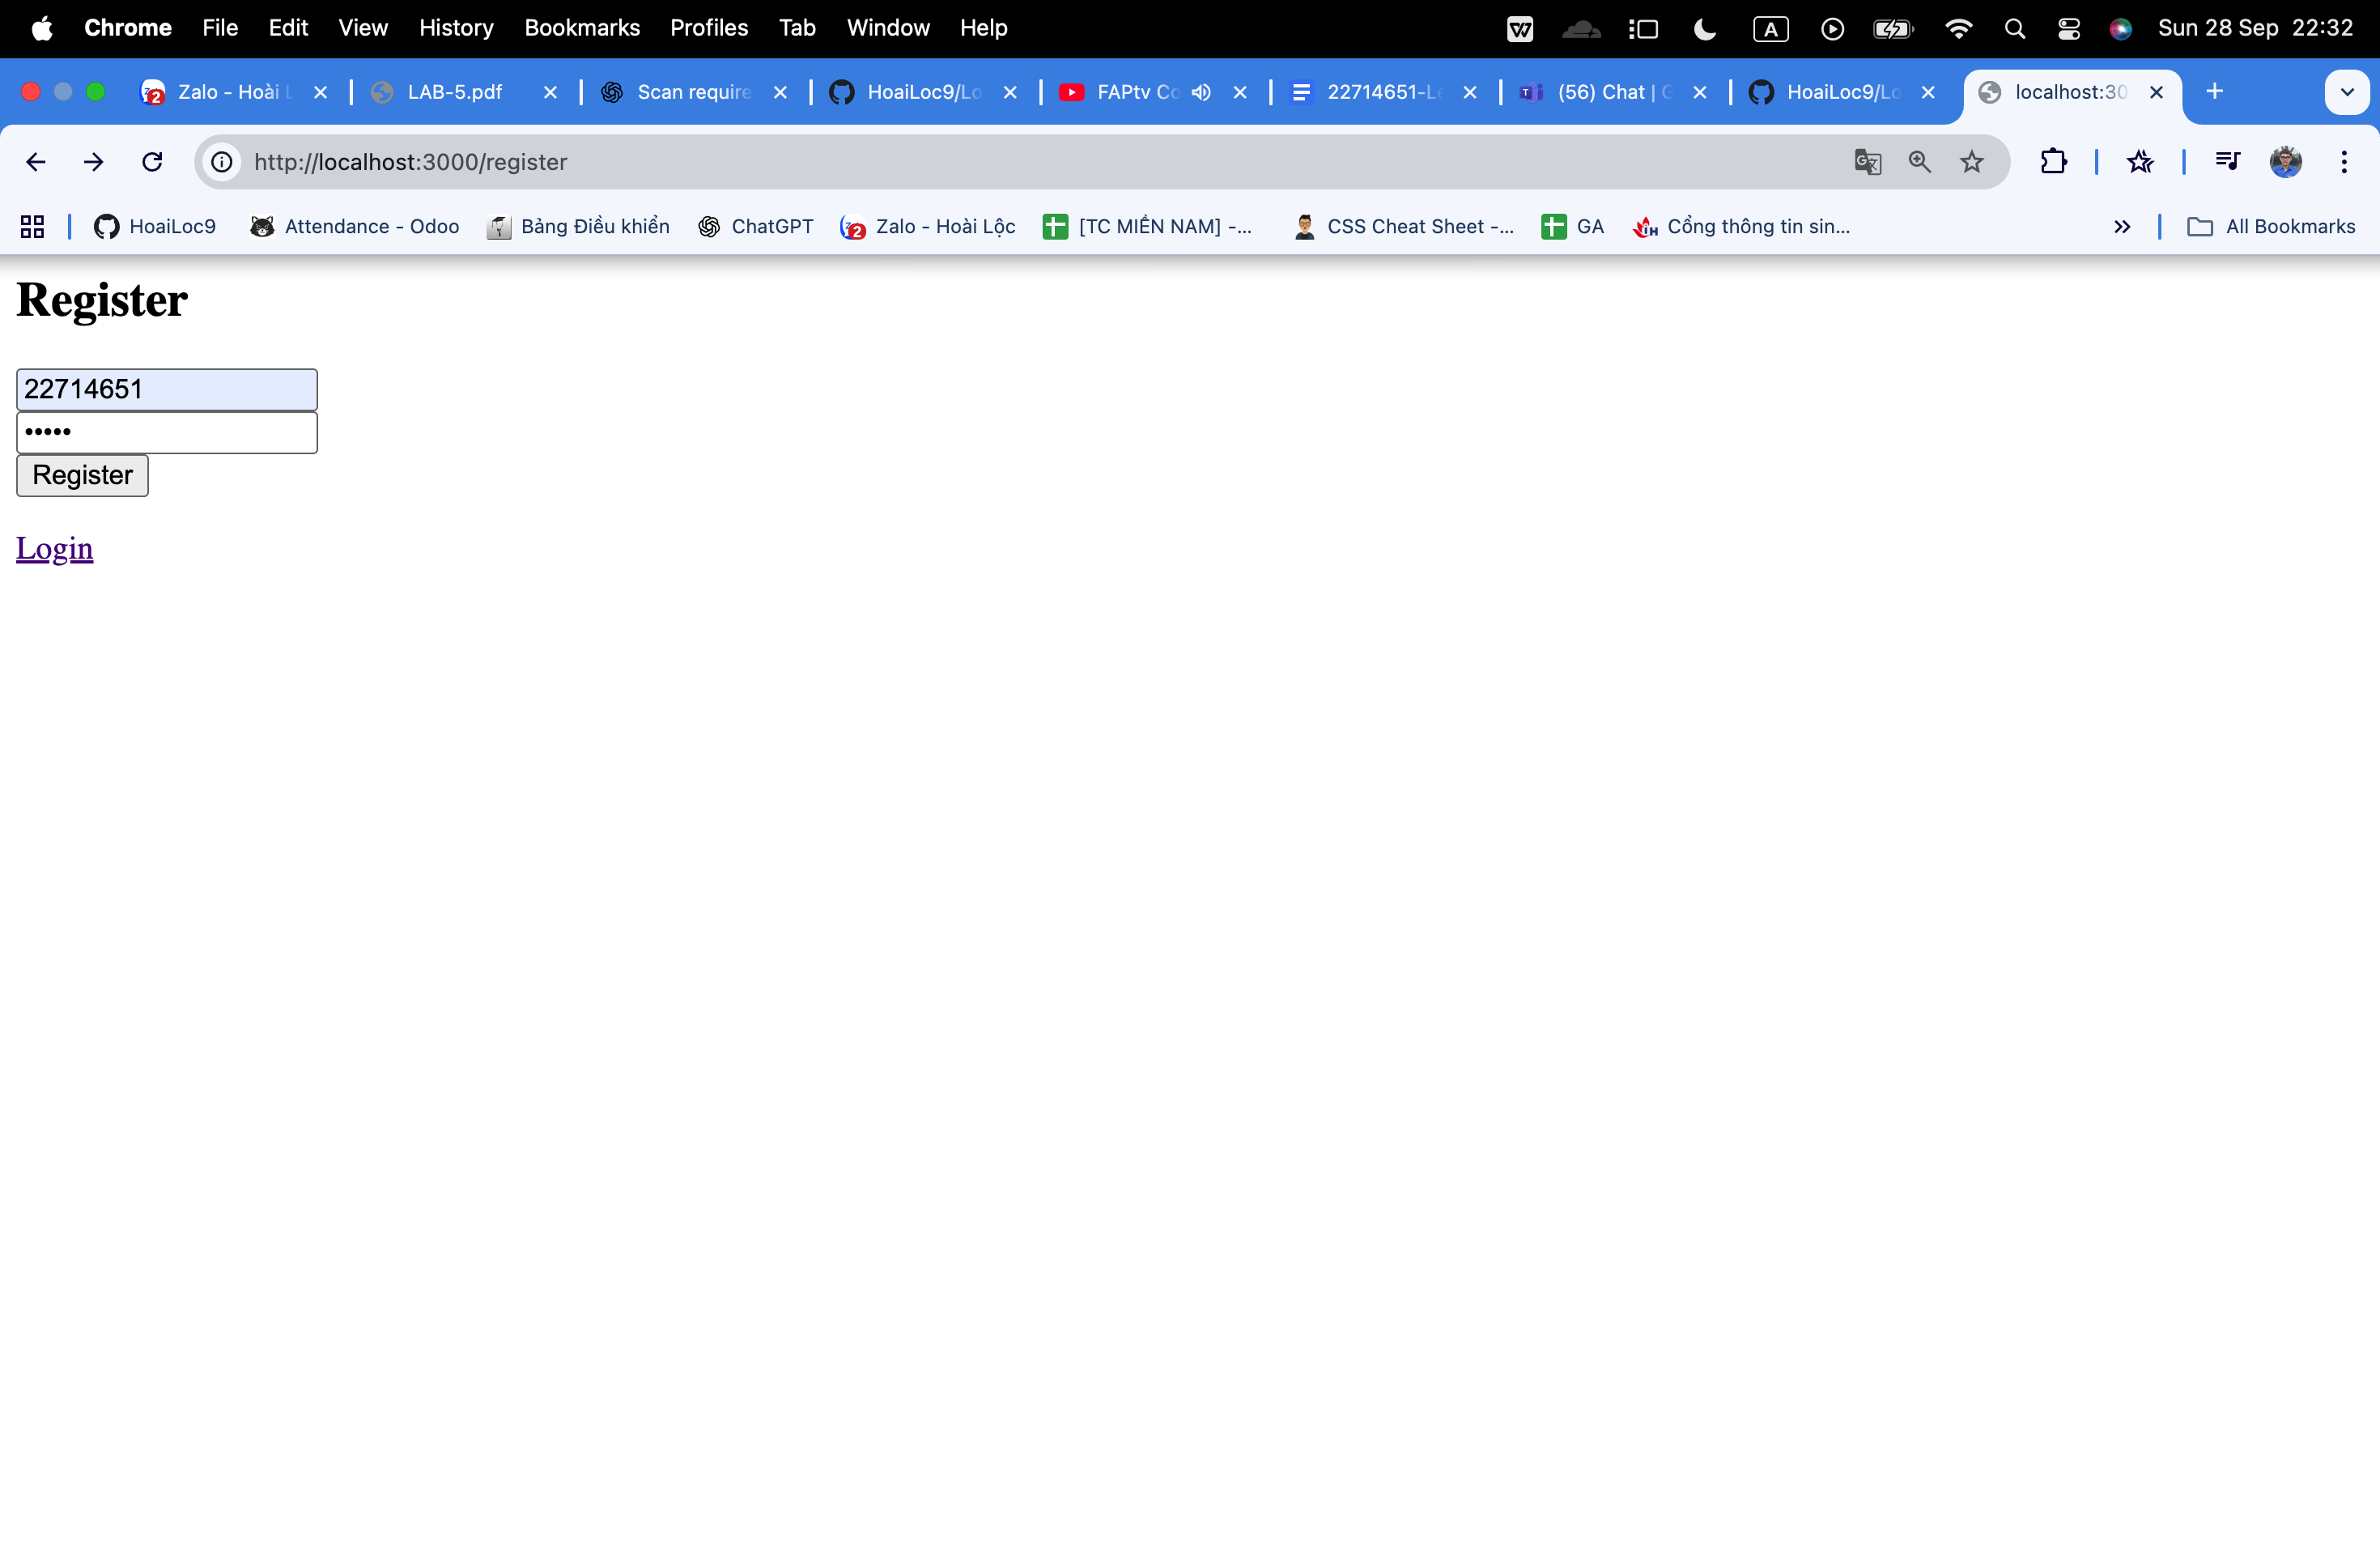 Chrome File Edit View History Bookmarks Profiles Tab Window Help A Sun 28 Sep 22:32
Zalo - Hoài L LAB-5.pdf Scan require HoaiLoc9/Lo FAPtv Co 22714651-Le (56) Chat | G HoaiLoc9/Lo localhost:30
http://localhost:3000/register
HoaiLoc9 Attendance - Odoo Bảng Điều khiển ChatGPT Zalo - Hoài Lộc [TC MIỀN NAM] -... CSS Cheat Sheet -... GA Cổng thông tin sin... All Bookmarks
Register
22714651
•••••
Register
Login